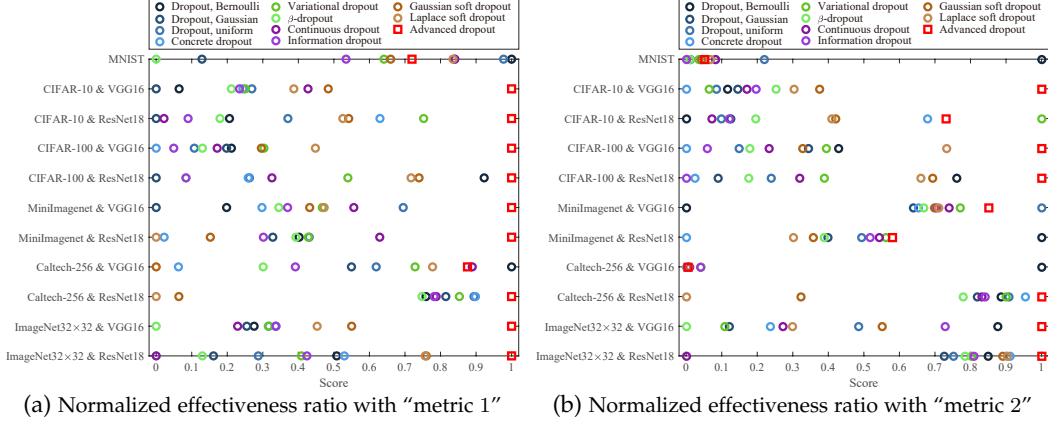 Dropout, Bernoulli
Dropout, Gaussian
Dropout, uniform
Concrete dropout
Variational dropout
β-dropout
Continuous dropout
Information dropout
Gaussian soft dropout
Laplace soft dropout
Advanced dropout
MNIST
CIFAR-10 & VGG16
CIFAR-10 & ResNet18
CIFAR-100 & VGG16
CIFAR-100 & ResNet18
MiniImagenet & VGG16
MiniImagenet & ResNet18
Caltech-256 & VGG16
Caltech-256 & ResNet18
ImageNet32×32 & VGG16
ImageNet32×32 & ResNet18
0 0.1 0.2 0.3 0.4 0.5 0.6 0.7 0.8 0.9 1
Score
(a) Normalized effectiveness ratio with “metric 1”
Dropout, Bernoulli
Dropout, Gaussian
Dropout, uniform
Concrete dropout
Variational dropout
β-dropout
Continuous dropout
Information dropout
Gaussian soft dropout
Laplace soft dropout
Advanced dropout
MNIST
CIFAR-10 & VGG16
CIFAR-10 & ResNet18
CIFAR-100 & VGG16
CIFAR-100 & ResNet18
MiniImagenet & VGG16
MiniImagenet & ResNet18
Caltech-256 & VGG16
Caltech-256 & ResNet18
ImageNet32×32 & VGG16
ImageNet32×32 & ResNet18
0 0.1 0.2 0.3 0.4 0.5 0.6 0.7 0.8 0.9 1
Score
(b) Normalized effectiveness ratio with “metric 2”